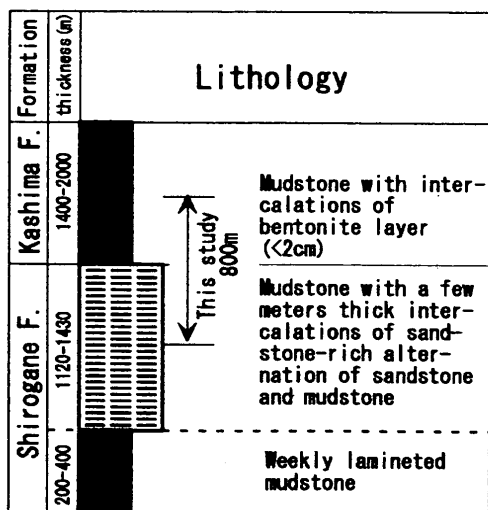 Formation
thickness(m)
Lithology
Kashima F.
1400-2000
This study
800m
Mudstone with inter-
calations of
bentonite layer
(<2cm)
Shirogane F.
1120-1430
Mudstone with a few
meters thick inter-
calations of sand-
stone-rich alter-
nation of sandstone
and mudstone
200-400
Weekly lamineted
mudstone